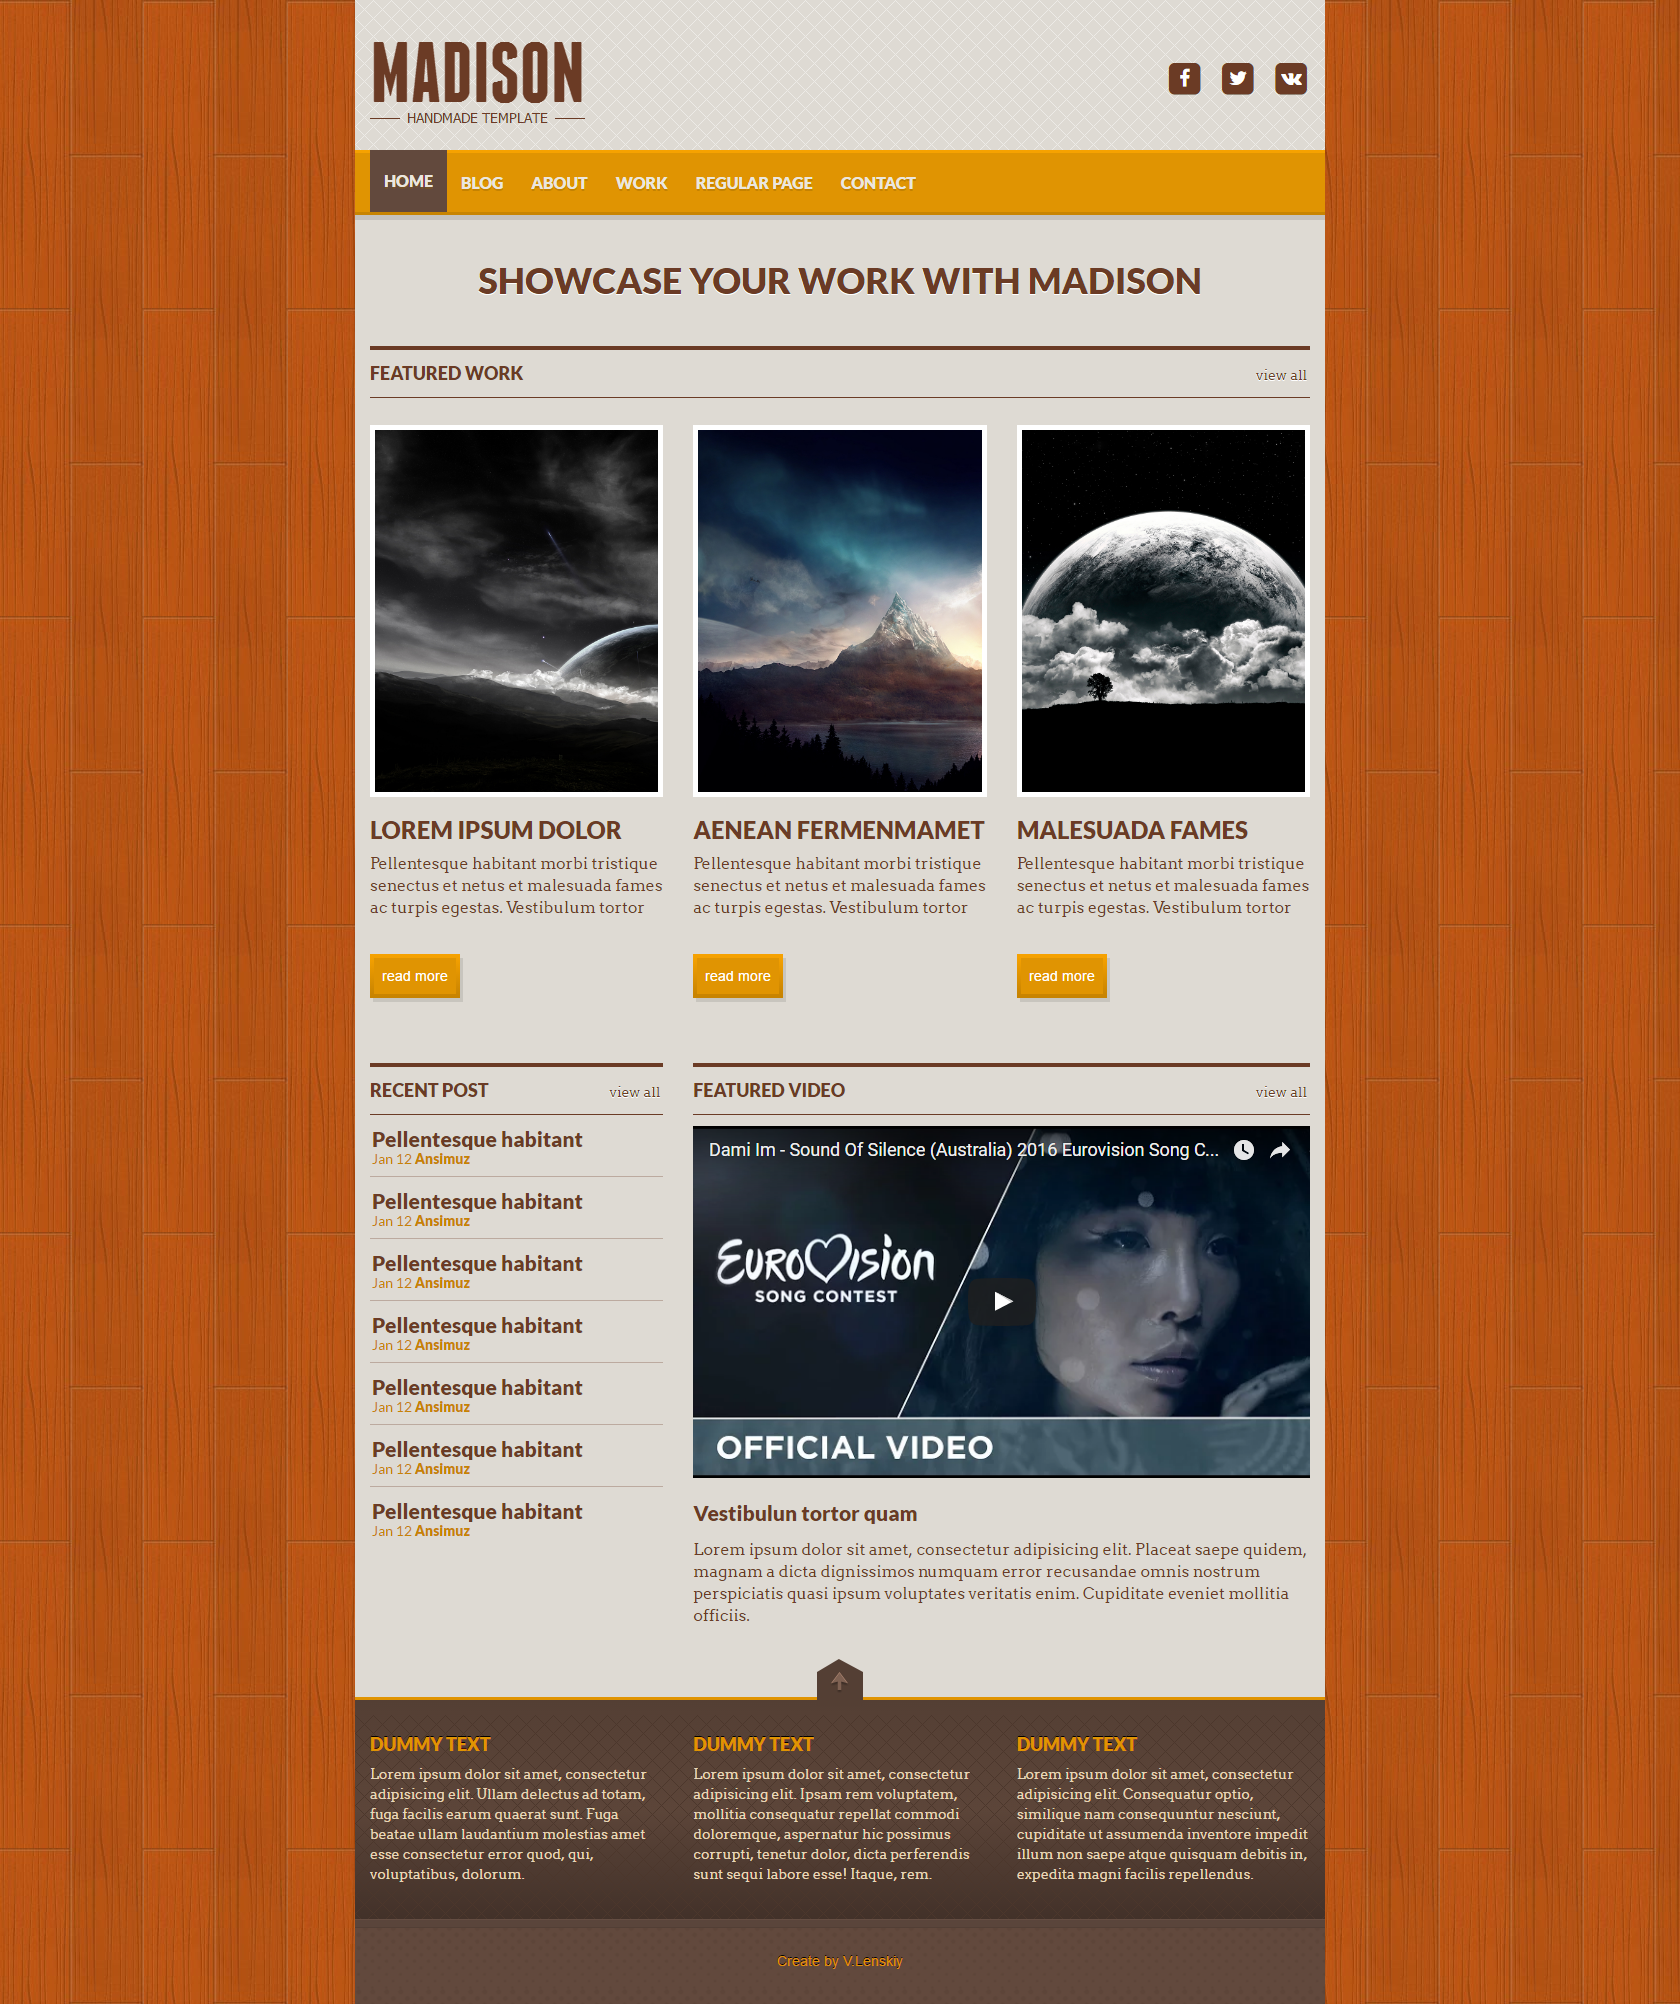 MADISON
HANDMADE TEMPLATE
HOME BLOG ABOUT WORK REGULAR PAGE CONTACT
SHOWCASE YOUR WORK WITH MADISON
FEATURED WORK view all
LOREM IPSUM DOLOR
Pellentesque habitant morbi tristique
senectus et netus et malesuada fames
ac turpis egestas. Vestibulum tortor
read more
AENEAN FERMENMAMET
Pellentesque habitant morbi tristique
senectus et netus et malesuada fames
ac turpis egestas. Vestibulum tortor
read more
MALESUADA FAMES
Pellentesque habitant morbi tristique
senectus et netus et malesuada fames
ac turpis egestas. Vestibulum tortor
read more
RECENT POST view all
Pellentesque habitant
Jan 12 Ansimuz
Pellentesque habitant
Jan 12 Ansimuz
Pellentesque habitant
Jan 12 Ansimuz
Pellentesque habitant
Jan 12 Ansimuz
Pellentesque habitant
Jan 12 Ansimuz
Pellentesque habitant
Jan 12 Ansimuz
Pellentesque habitant
Jan 12 Ansimuz
FEATURED VIDEO view all
Dami Im - Sound Of Silence (Australia) 2016 Eurovision Song C...
EUROVISION
SONG CONTEST
OFFICIAL VIDEO
Vestibulun tortor quam
Lorem ipsum dolor sit amet, consectetur adipisicing elit. Placeat saepe quidem,
magnam a dicta dignissimos numquam error recusandae omnis nostrum
perspiciatis quasi ipsum voluptates veritatis enim. Cupiditate eveniet mollitia
officiis.
DUMMY TEXT
Lorem ipsum dolor sit amet, consectetur
adipisicing elit. Ullam delectus ad totam,
fuga facilis earum quaerat sunt. Fuga
beatae ullam laudantium molestias amet
esse consectetur error quod, qui,
voluptatibus, dolorum.
DUMMY TEXT
Lorem ipsum dolor sit amet, consectetur
adipisicing elit. Ipsam rem voluptatem,
mollitia consequatur repellat commodi
doloremque, aspernatur hic possimus
corrupti, tenetur dolor, dicta perferendis
sunt sequi labore esse! Itaque, rem.
DUMMY TEXT
Lorem ipsum dolor sit amet, consectetur
adipisicing elit. Consequatur optio,
similique nam consequuntur nesciunt,
cupiditate ut assumenda inventore impedit
illum non saepe atque quisquam debitis in,
expedita magni facilis repellendus.
Create by V.Lenskiy